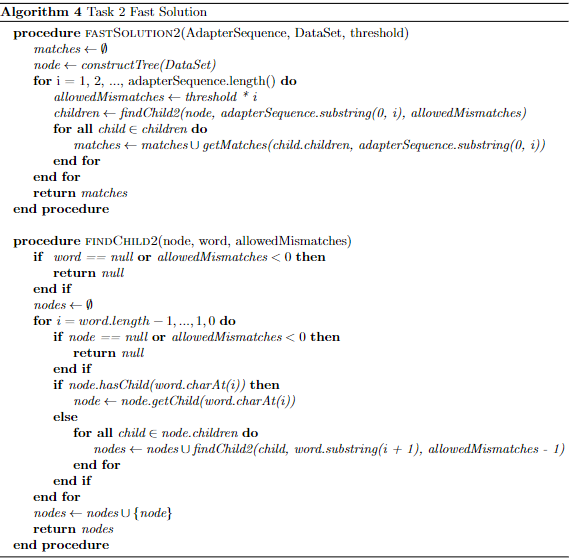 Algorithm 4 Task 2 Fast Solution
procedure FASTSOLUTION2(AdapterSequence, DataSet, threshold)
matches ← ∅
node ← constructTree(DataSet)
for i = 1, 2, ..., adapterSequence.length() do
allowedMismatches ← threshold * i
children ← findChild2(node, adapterSequence.substring(0, i), allowedMismatches)
for all child ∈ children do
matches ← matches ∪ getMatches(child.children, adapterSequence.substring(0, i))
end for
end for
return matches
end procedure
procedure FINDCHILD2(node, word, allowedMismatches)
if word == null or allowedMismatches < 0 then
return null
end if
nodes ← ∅
for i = word.length − 1, ..., 1, 0 do
if node == null or allowedMismatches < 0 then
return null
end if
if node.hasChild(word.charAt(i)) then
node ← node.getChild(word.charAt(i))
else
for all child ∈ node.children do
nodes ← nodes ∪ findChild2(child, word.substring(i + 1), allowedMismatches - 1)
end for
end if
end for
nodes ← nodes ∪ {node}
return nodes
end procedure